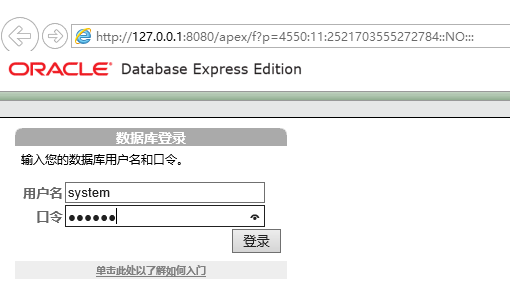 http://127.0.0.1:8080/apex/f?p=4550:11:2521703555272784::NO:::
ORACLE® Database Express Edition
数据库登录
输入您的数据库用户名和口令。
用户名 system
口令 ●●●●●●
登录
单击此处以了解如何入门